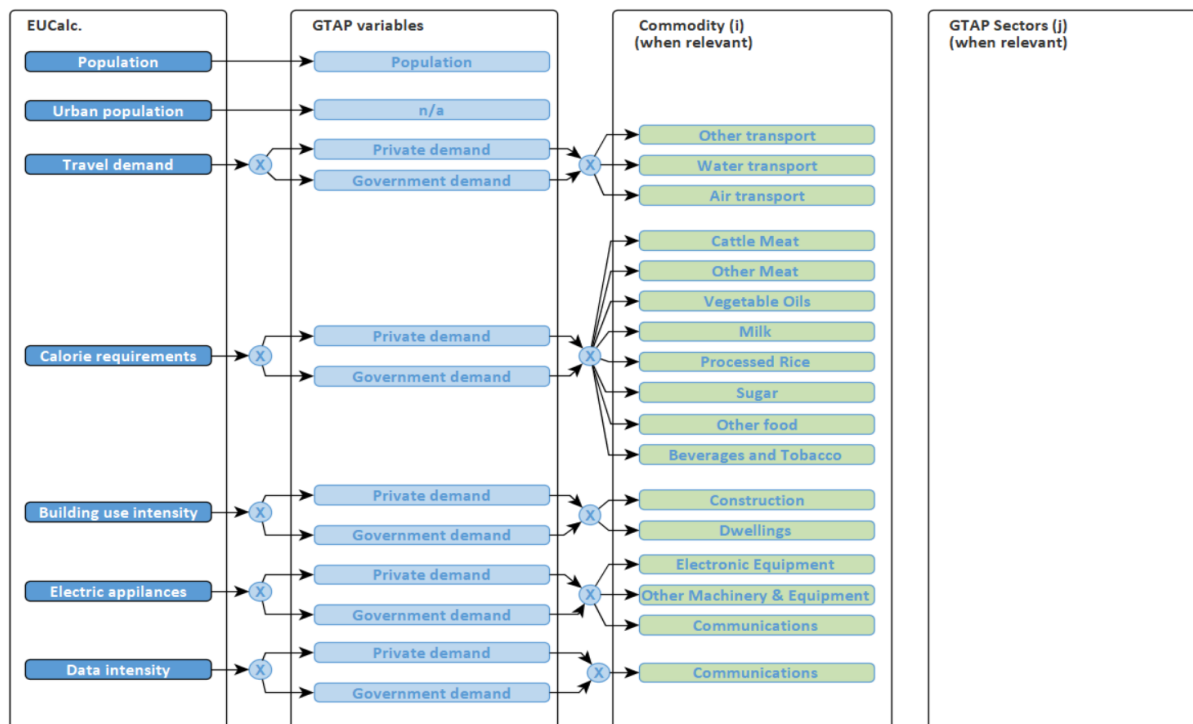 EUCalc.
GTAP variables
Commodity (i)
(when relevant)
GTAP Sectors (j)
(when relevant)
Population
Population
Urban population
n/a
Travel demand
X
Private demand
Government demand
X
Other transport
Water transport
Air transport
Calorie requirements
X
Private demand
Government demand
X
Cattle Meat
Other Meat
Vegetable Oils
Milk
Processed Rice
Sugar
Other food
Beverages and Tobacco
Building use intensity
X
Private demand
Government demand
X
Construction
Dwellings
Electric appliances
X
Private demand
Government demand
X
Electronic Equipment
Other Machinery & Equipment
Communications
Data intensity
X
Private demand
Government demand
X
Communications